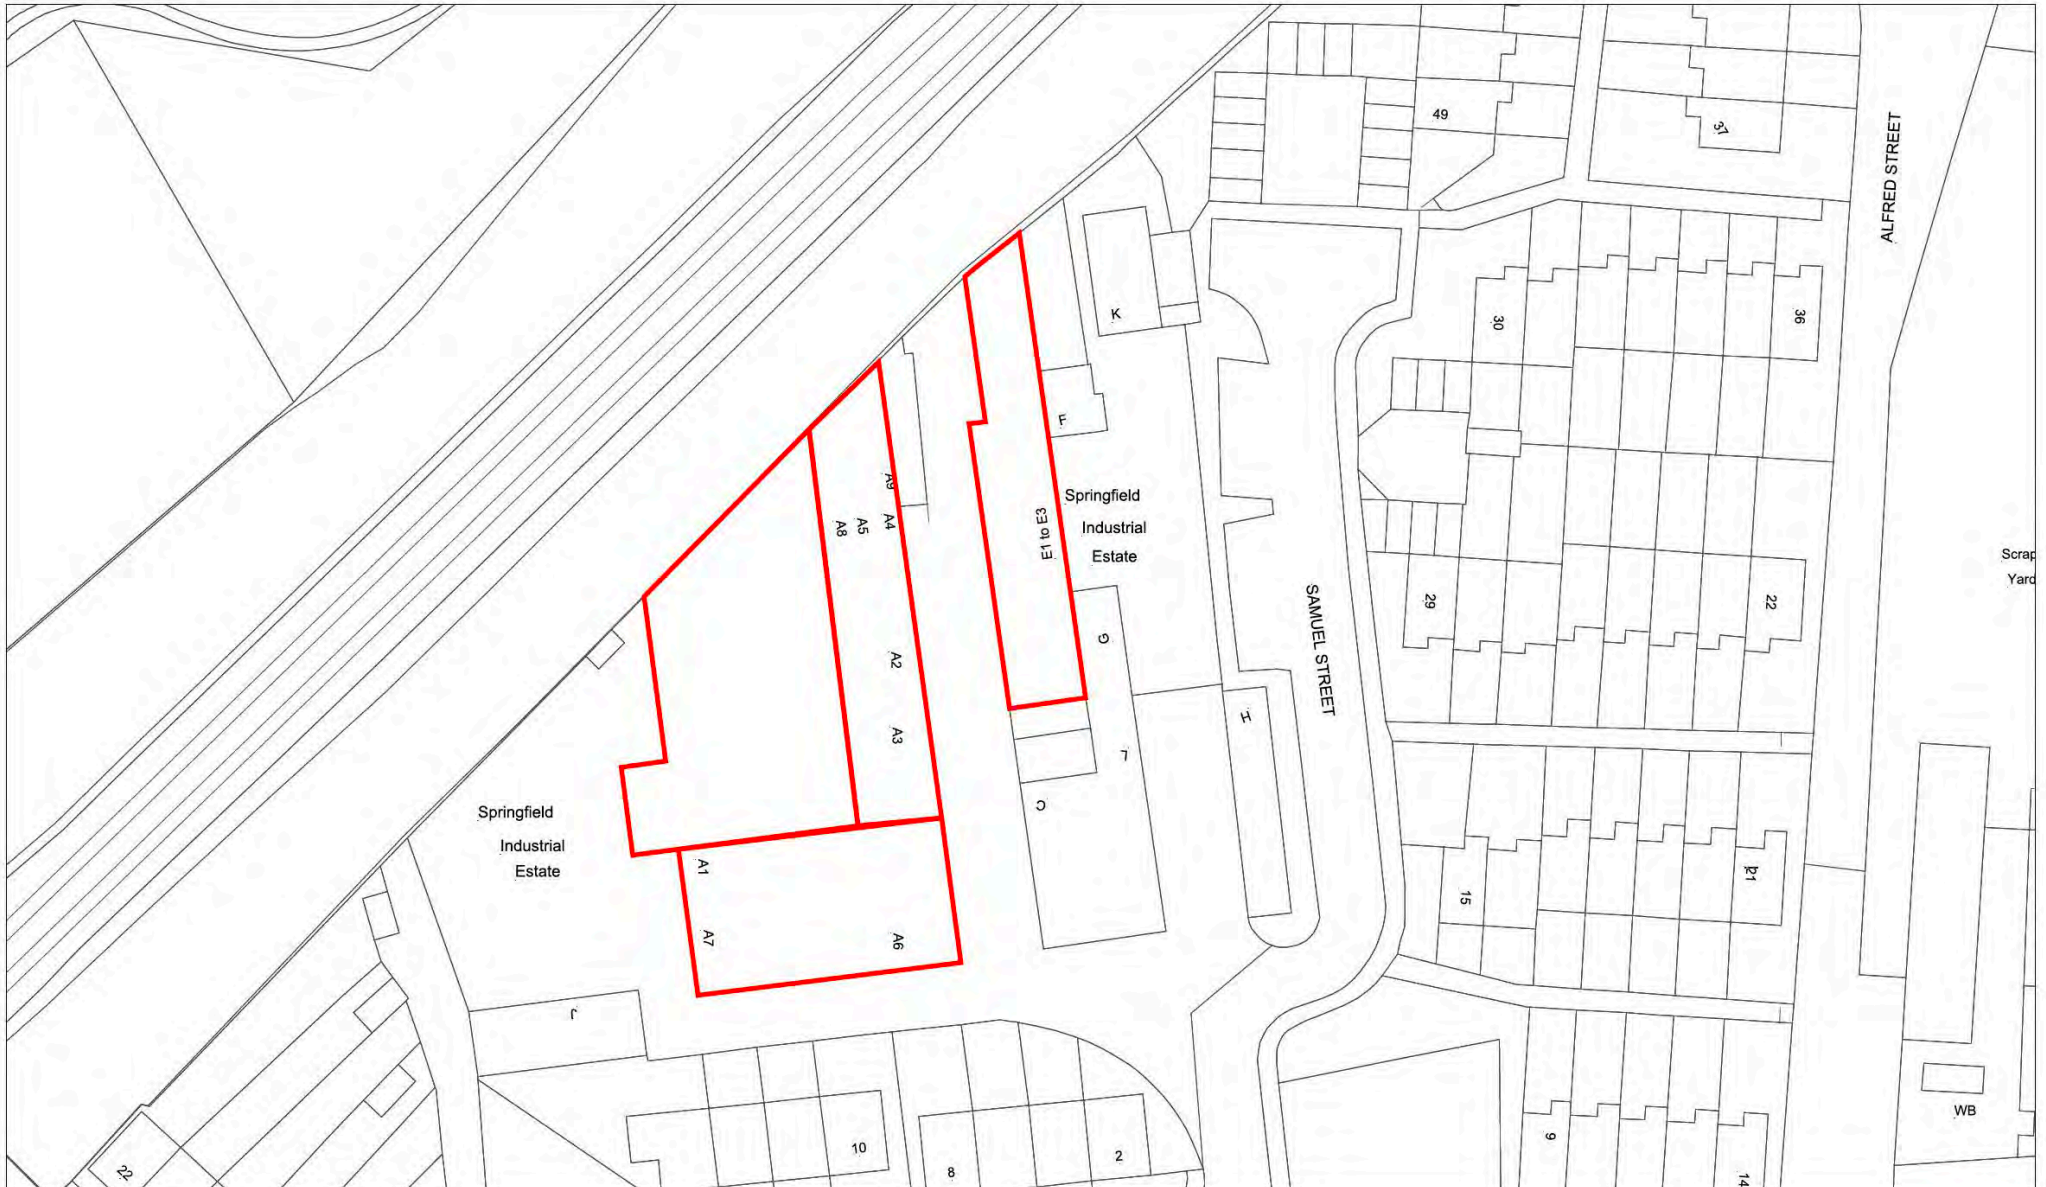 49
37
ALFRED STREET
K
30
36
F
A9
A4
A5
A8
E1 to E3
Springfield
Industrial
Estate
Scrap
Yard
29
22
SAMUEL STREET
G
A2
H
A3
L
C
Springfield
Industrial
Estate
A1
15
21
A7
A6
J
WB
10
8
2
9
14
22